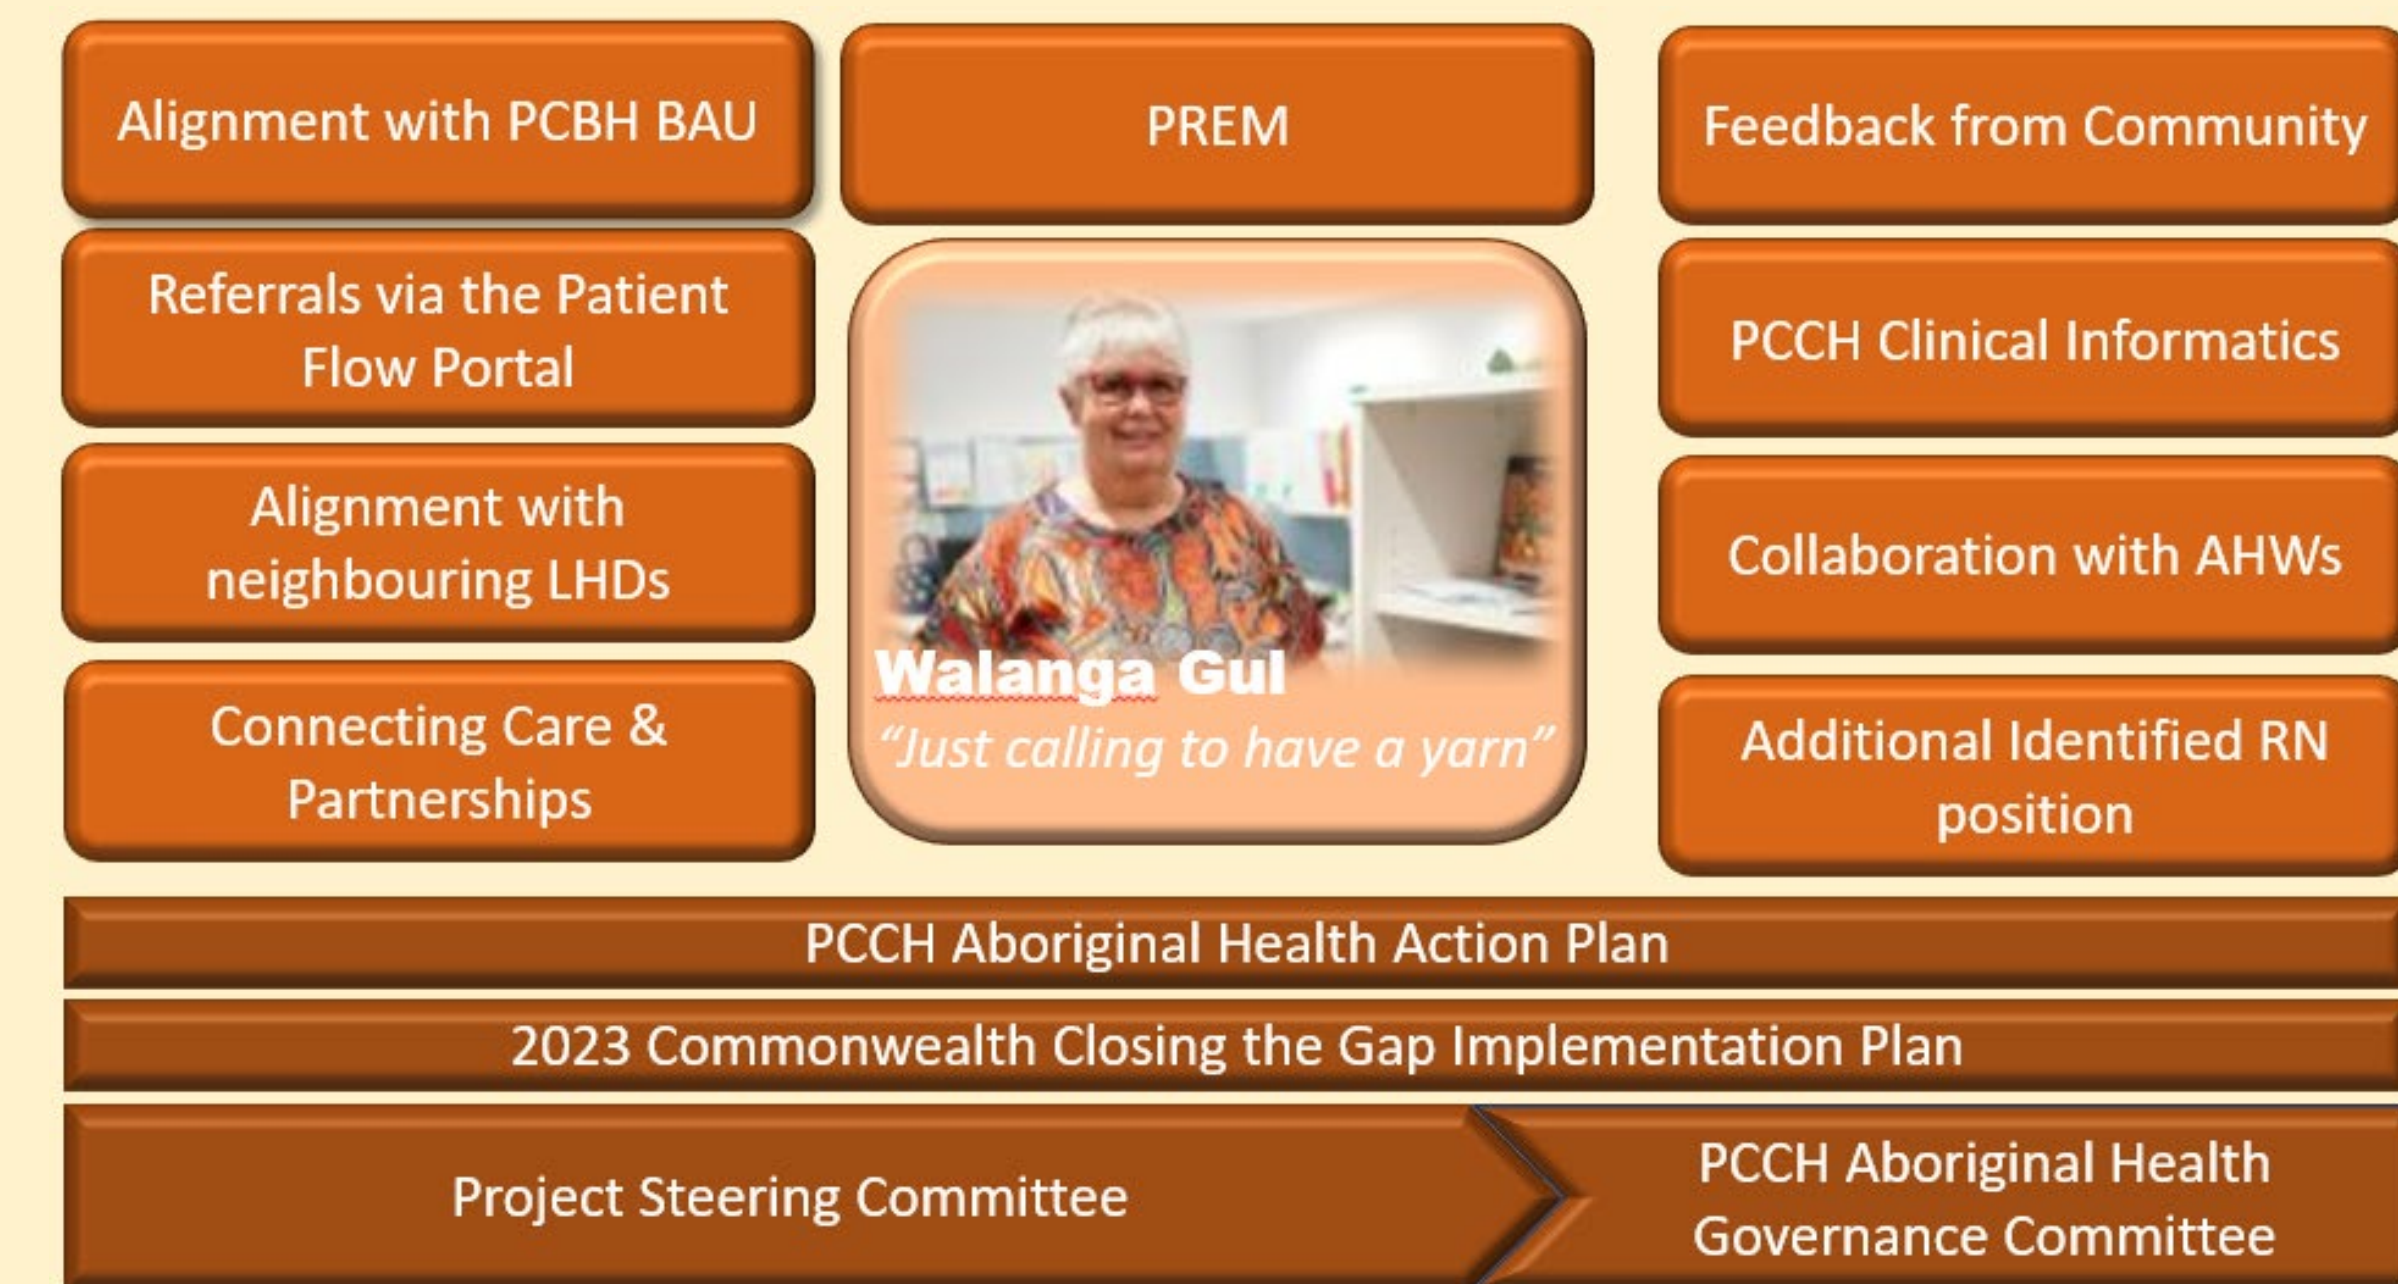 Alignment with PCBH BAU
PREM
Feedback from Community
Referrals via the Patient
Flow Portal
PCCH Clinical Informatics
Alignment with
neighbouring LHDs
Collaboration with AHWs
Connecting Care &
Partnerships
Walanga Gul
“Just calling to have a yarn”
Additional Identified RN
position
PCCH Aboriginal Health Action Plan
2023 Commonwealth Closing the Gap Implementation Plan
Project Steering Committee
PCCH Aboriginal Health
Governance Committee